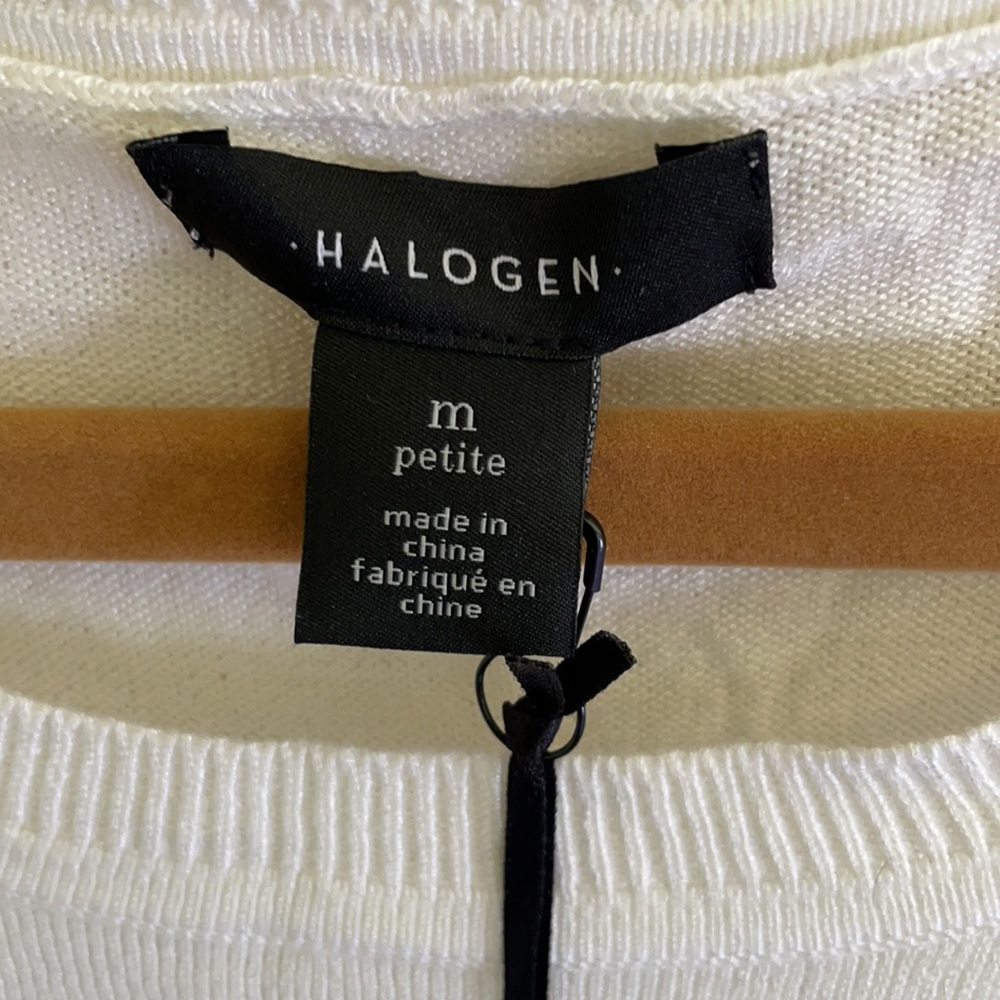 ·HALOGEN·
m
petite
made in
china
fabriqué en
chine